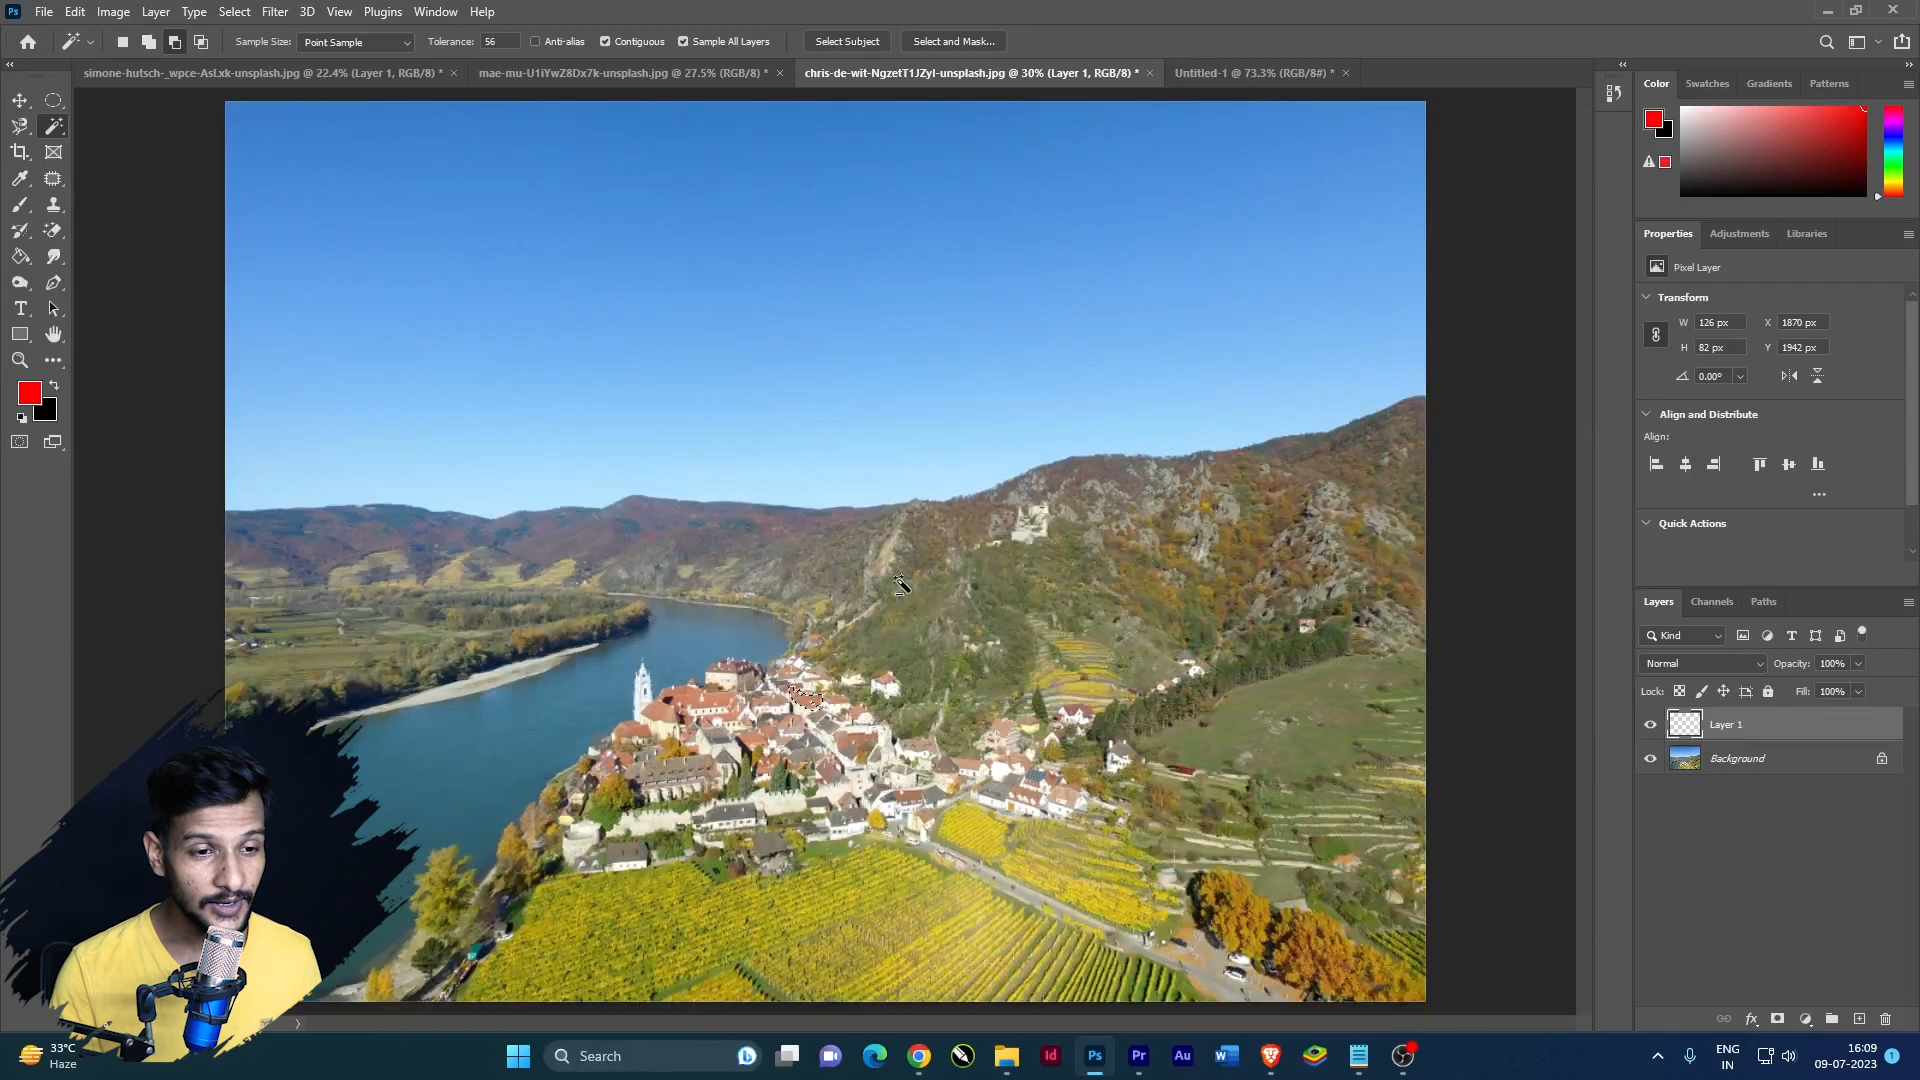 Ps File Edit Image Layer Type Select Filter 3D View Plugins Window Help
Sample Size: Point Sample Tolerance: 56 Anti-alias Contiguous Sample All Layers Select Subject Select and Mask...
simone-hutsch-_wpce-AsLxk-unsplash.jpg @ 22.4% (Layer 1, RGB/8) * mae-mu-U1iYwZ8Dx7k-unsplash.jpg @ 27.5% (RGB/8) * chris-de-wit-NgzetT1JZyI-unsplash.jpg @ 30% (Layer 1, RGB/8) * Untitled-1 @ 73.3% (RGB/8#) *
Color Swatches Gradients Patterns
Properties Adjustments Libraries
Pixel Layer
Transform
W 126 px X 1870 px
H 82 px Y 1942 px
0.00°
Align and Distribute
Align:
Quick Actions
Layers Channels Paths
Kind
Normal Opacity: 100%
Lock: Fill: 100%
Layer 1
Background
33°C
Haze
Search
Id Ps Pr Au W
ENG
IN
16:09
09-07-2023
1